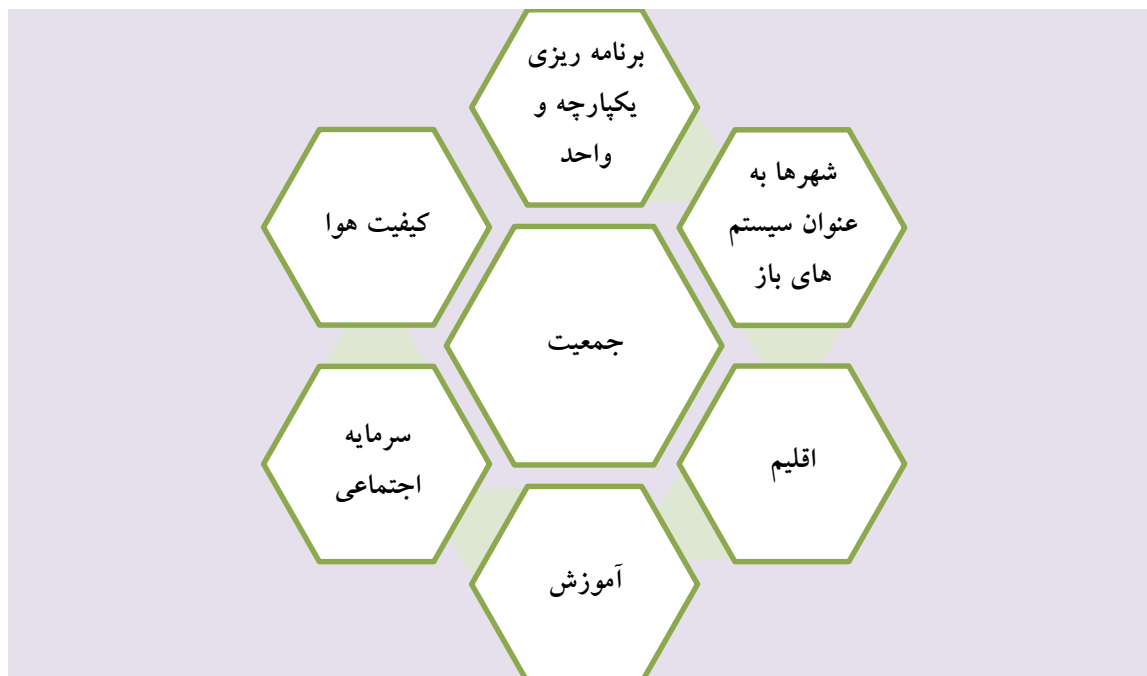 برنامه ریزی
یکپارچه و
واحد
شهرها به
عنوان سیستم
های باز
کیفیت هوا
جمعیت
سرمایه
اجتماعی
اقلیم
آموزش